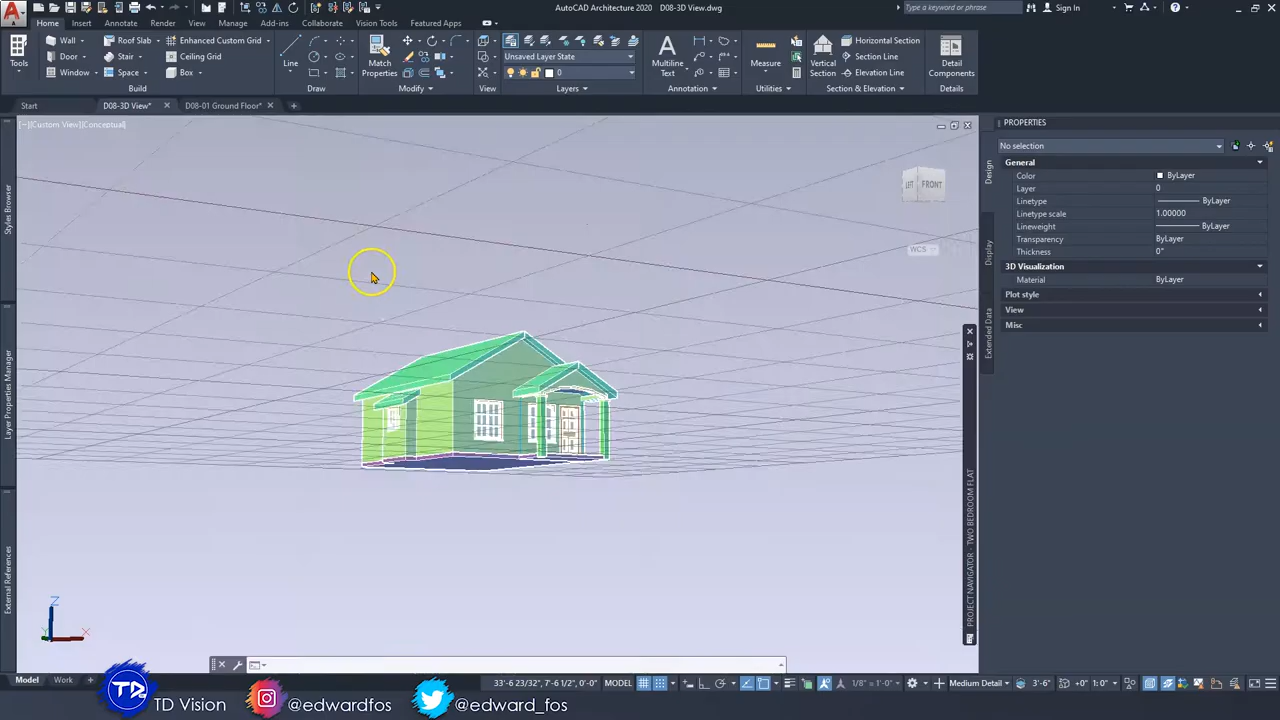 AutoCAD Architecture 2020 D08-3D View.dwg
Type a keyword or phrase
Sign In
Home Insert Annotate Render View Manage Add-ins Collaborate Vision Tools Featured Apps
Tools
Wall
Door
Window
Roof Slab
Stair
Space
Enhanced Custom Grid
Ceiling Grid
Box
Line
Match
Properties
Unsaved Layer State
0
Multiline
Text
Measure
Vertical
Section
Horizontal Section
Section Line
Elevation Line
Detail
Components
Build Draw Modify View Layers Annotation Utilities Section & Elevation Details
Start D08-3D View* D08-01 Ground Floor*
[−][Custom View][Conceptual]
LEFT FRONT
WCS
Styles Browser
Layer Properties Manager
External References
PROPERTIES
No selection
Design
Display
Extended Data
General
Color ByLayer
Layer 0
Linetype ByLayer
Linetype scale 1.00000
Lineweight ByLayer
Transparency ByLayer
Thickness 0"
3D Visualization
Material ByLayer
Plot style
View
Misc
PROJECT NAVIGATOR - TWO BEDROOM FLAT
Z
Y
X
Model Work
33'-6 23/32", 7'-6 1/2", 0'-0" MODEL
1/8" = 1'-0"
Medium Detail
3'-6"
+0"
1:0"
TD
TD Vision
@edwardfos
@edward_fos